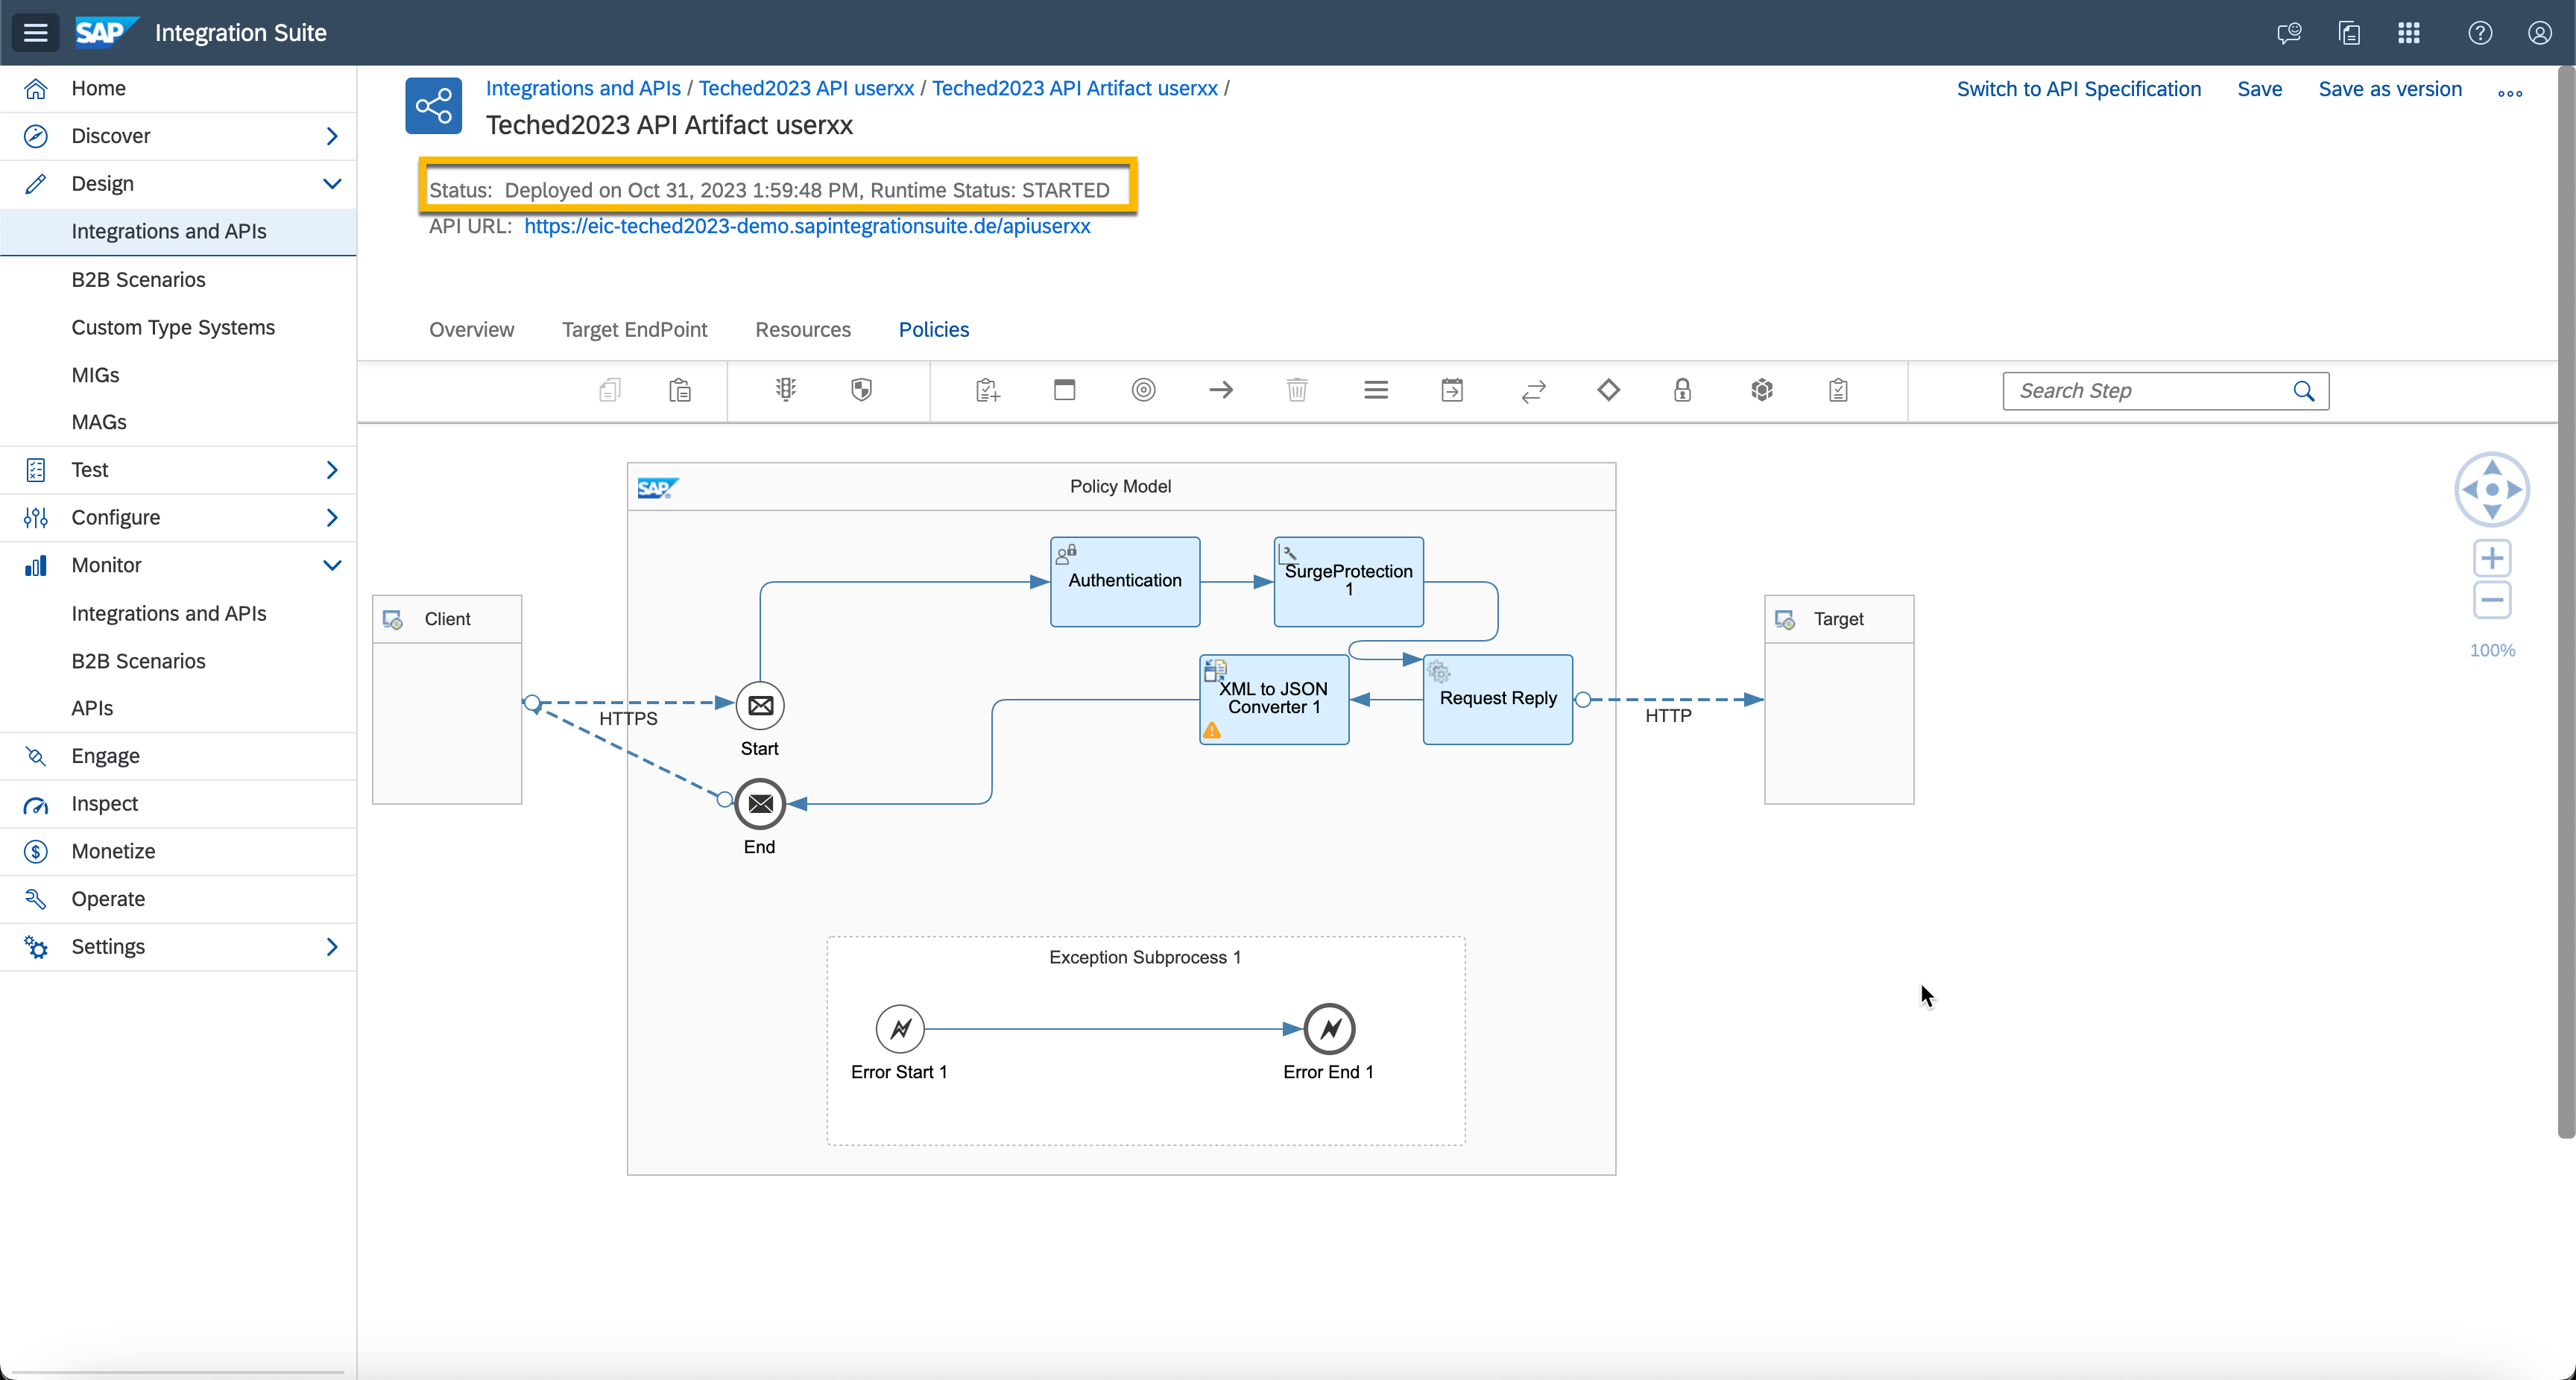 SAP Integration Suite
Home
Discover
Design
Integrations and APIs
B2B Scenarios
Custom Type Systems
MIGs
MAGs
Test
Configure
Monitor
Integrations and APIs
B2B Scenarios
APIs
Engage
Inspect
Monetize
Operate
Settings
Integrations and APIs / Teched2023 API userxx / Teched2023 API Artifact userxx /
Switch to API Specification Save Save as version
Teched2023 API Artifact userxx
Status: Deployed on Oct 31, 2023 1:59:48 PM, Runtime Status: STARTED
API URL: https://eic-teched2023-demo.sapintegrationsuite.de/apiuserxx
Overview Target EndPoint Resources Policies
Search Step
SAP Policy Model
Authentication
SurgeProtection
1
Client
Target
100%
XML to JSON
Converter 1
Request Reply
HTTPS
HTTP
Start
End
Exception Subprocess 1
Error Start 1
Error End 1